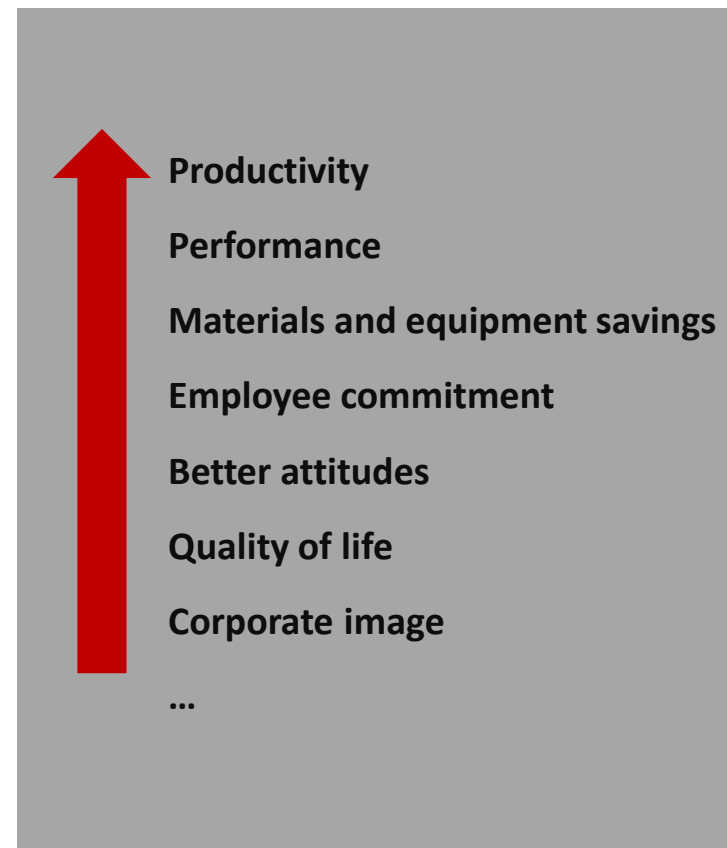 Productivity
Performance
Materials and equipment savings
Employee commitment
Better attitudes
Quality of life
Corporate image
…